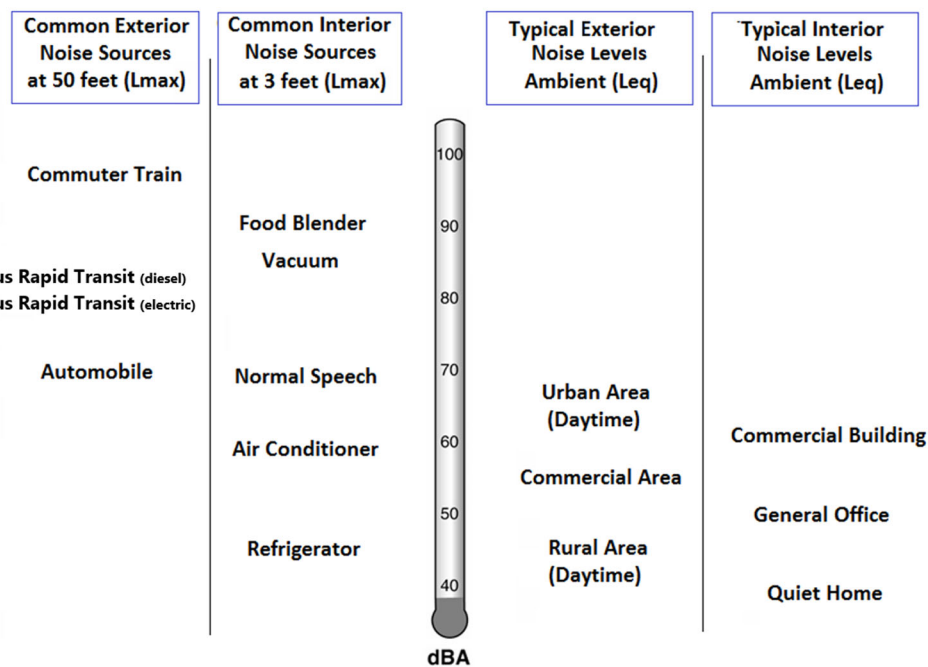 Common Exterior
Noise Sources
at 50 feet (Lmax)
Common Interior
Noise Sources
at 3 feet (Lmax)
Typical Exterior
Noise Levels
Ambient (Leq)
Typical Interior
Noise Levels
Ambient (Leq)
Commuter Train
us Rapid Transit (diesel)
us Rapid Transit (electric)
Automobile
Food Blender
Vacuum
Normal Speech
Air Conditioner
Refrigerator
100
90
80
70
60
50
40
dBA
Urban Area
(Daytime)
Commercial Area
Rural Area
(Daytime)
Commercial Building
General Office
Quiet Home